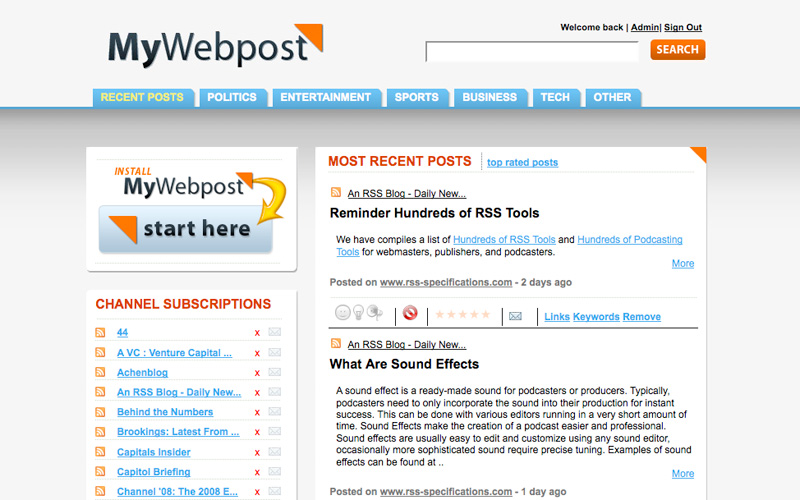 MyWebpost
Welcome back | Admin| Sign Out
SEARCH
RECENT POSTS POLITICS ENTERTAINMENT SPORTS BUSINESS TECH OTHER
INSTALL
MyWebpost
start here
CHANNEL SUBSCRIPTIONS
44 x
A VC : Venture Capital ... x
Achenblog x
An RSS Blog - Daily New... x
Behind the Numbers x
Brookings: Latest From ... x
Capitals Insider x
Capitol Briefing x
Channel '08: The 2008 E... x
MOST RECENT POSTS top rated posts
An RSS Blog - Daily New...
Reminder Hundreds of RSS Tools
We have compiles a list of Hundreds of RSS Tools and Hundreds of Podcasting
Tools for webmasters, publishers, and podcasters.
More
Posted on www.rss-specifications.com - 2 days ago
Links Keywords Remove
An RSS Blog - Daily New...
What Are Sound Effects
A sound effect is a ready-made sound for podcasters or producers. Typically,
podcasters need to only incorporate the sound into their production for instant
success. This can be done with various editors running in a very short amount of
time. Sound Effects make the creation of a podcast easier and professional.
Sound effects are usually easy to edit and customize using any sound editor,
occasionally more sophisticated sound require precise tuning. Examples of sound
effects can be found at ..
More
Posted on www.rss-specifications.com - 1 day ago